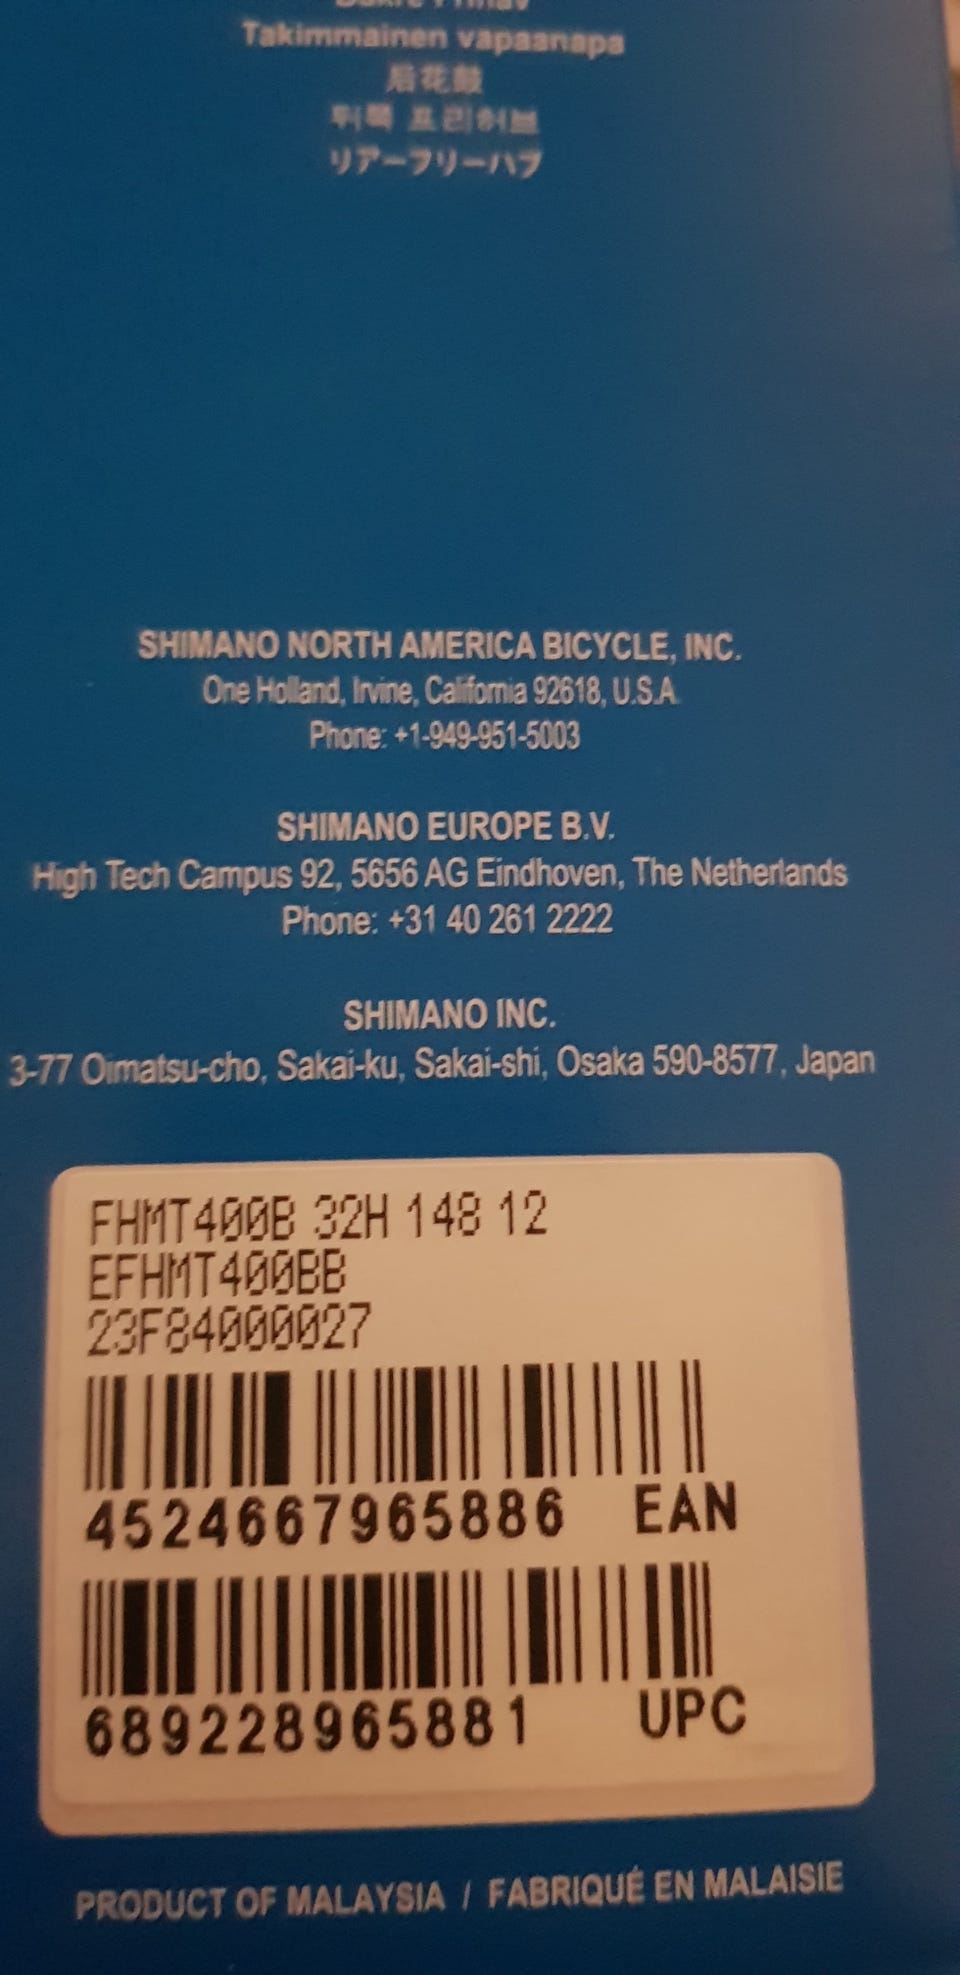 Bakre Frinav
Takimmainen vapaanapa
后花鼓
뒤쪽 프리허브
リアーフリーハブ
SHIMANO NORTH AMERICA BICYCLE, INC.
One Holland, Irvine, California 92618, U.S.A.
Phone: +1-949-951-5003
SHIMANO EUROPE B.V.
High Tech Campus 92, 5656 AG Eindhoven, The Netherlands
Phone: +31 40 261 2222
SHIMANO INC.
3-77 Oimatsu-cho, Sakai-ku, Sakai-shi, Osaka 590-8577, Japan
FHMT400B 32H 148 12
EFHMT400BB
23F84000027
4524667965886 EAN
689228965881 UPC
PRODUCT OF MALAYSIA / FABRIQUÉ EN MALAISIE